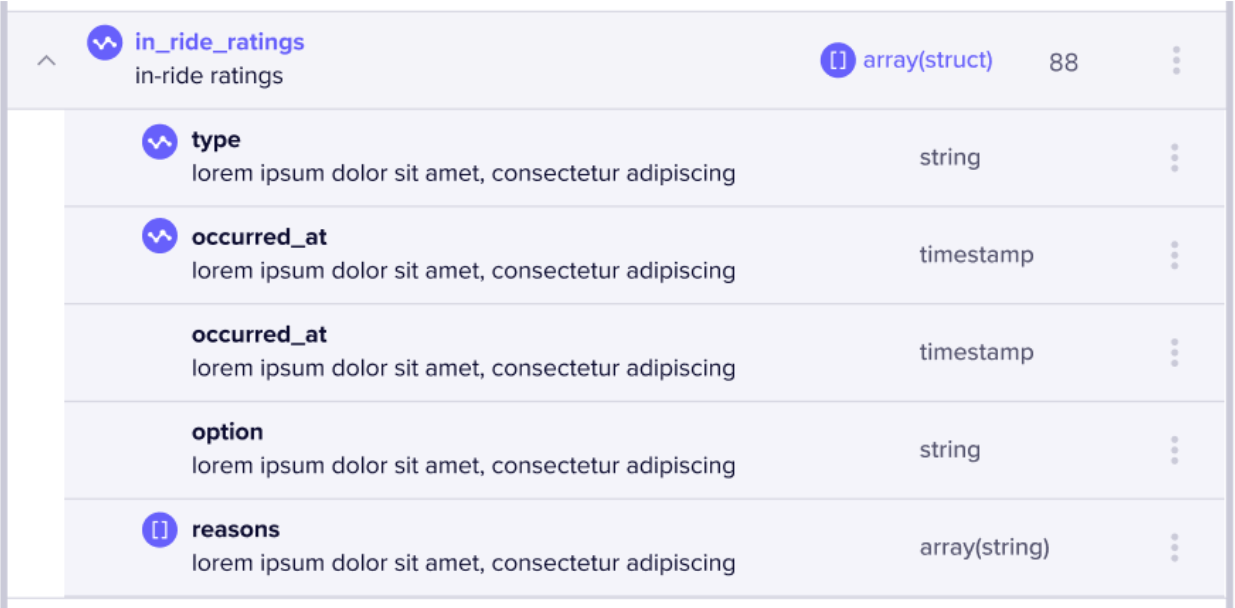 in_ride_ratings
in-ride ratings
[] array(struct)
88
type
lorem ipsum dolor sit amet, consectetur adipiscing
string
occurred_at
lorem ipsum dolor sit amet, consectetur adipiscing
timestamp
occurred_at
lorem ipsum dolor sit amet, consectetur adipiscing
timestamp
option
lorem ipsum dolor sit amet, consectetur adipiscing
string
[] reasons
lorem ipsum dolor sit amet, consectetur adipiscing
array(string)